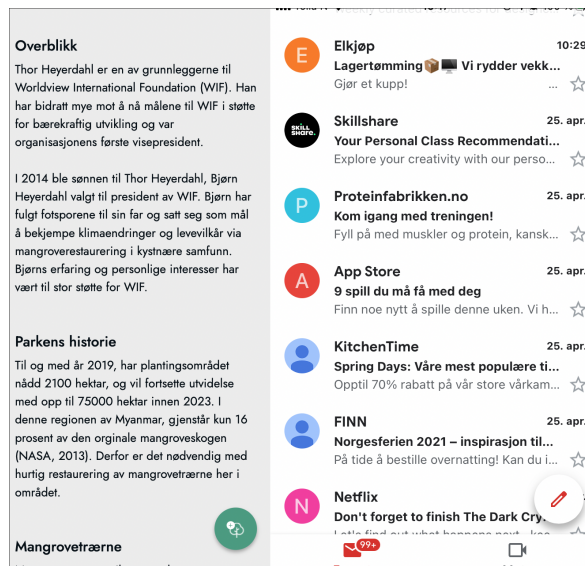 Overblikk
Thor Heyerdahl er en av grunnleggerne til
Worldview International Foundation (WIF). Han
har bidratt mye mot å nå målene til WIF i støtte
for bærekraftig utvikling og var
organisasjonens første visepresident.
I 2014 ble sønnen til Thor Heyerdahl, Bjørn
Heyerdahl valgt til president av WIF. Bjørn har
fulgt fotsporene til sin far og satt seg som mål
å bekjempe klimaendringer og levevilkår via
mangroverestaurering i kystnære samfunn.
Bjørns erfaring og personlige interesser har
vært til stor støtte for WIF.
Parkens historie
Til og med år 2019, har plantingsområdet
nådd 2100 hektar, og vil fortsette utvidelse
med opp til 75000 hektar innen 2023. I
denne regionen av Myanmar, gjenstår kun 16
prosent av den orginale mangroveskogen
(NASA, 2013). Derfor er det nødvendig med
hurtig restaurering av mangrovetrærne her i
området.
Mangrovetrærne
E
Elkjøp
10:29
Lagertømming📦🖥️ Vi rydder vekk...
Gjør et kupp!
...
SKILL
SHARE.
Skillshare
25. apr.
Your Personal Class Recommendati...
Explore your creativity with our perso...
P
Proteinfabrikken.no
25. apr.
Kom igang med treningen!
Fyll på med muskler og protein, kansk...
A
App Store
25. apr.
9 spill du må få med deg
Finn noe nytt å spille denne uken. Vi h...
KitchenTime
25. apr.
Spring Days: Våre mest populære ti...
Opptil 70% rabatt på vår store vårkam...
FINN
25. apr.
Norgesferien 2021 – inspirasjon til...
På tide å bestille overnatting! Kan du i...
N
Netflix
25. apr.
Don't forget to finish The Dark Cry
Let's find out what happens next
99+